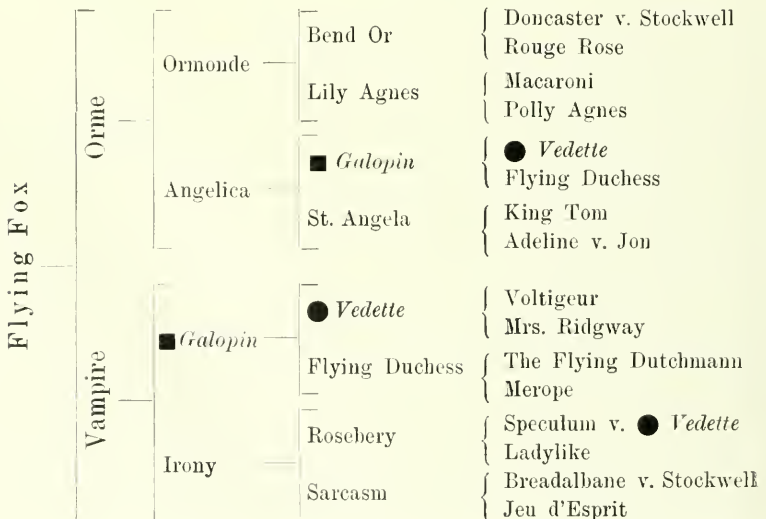 Flying Fox
Orme
Ormonde
Bend Or
Doncaster v. Stockwell
Rouge Rose
Lily Agnes
Macaroni
Polly Agnes
Angelica
Galopin
Vedette
Flying Duchess
St. Angela
King Tom
Adeline v. Jon
Vampire
Galopin
Vedette
Voltigeur
Mrs. Ridgway
Flying Duchess
The Flying Dutchmann
Merope
Irony
Rosebery
Speculum v. Vedette
Ladylike
Sarcasm
Breadalbane v. Stockwell
Jeu d'Esprit